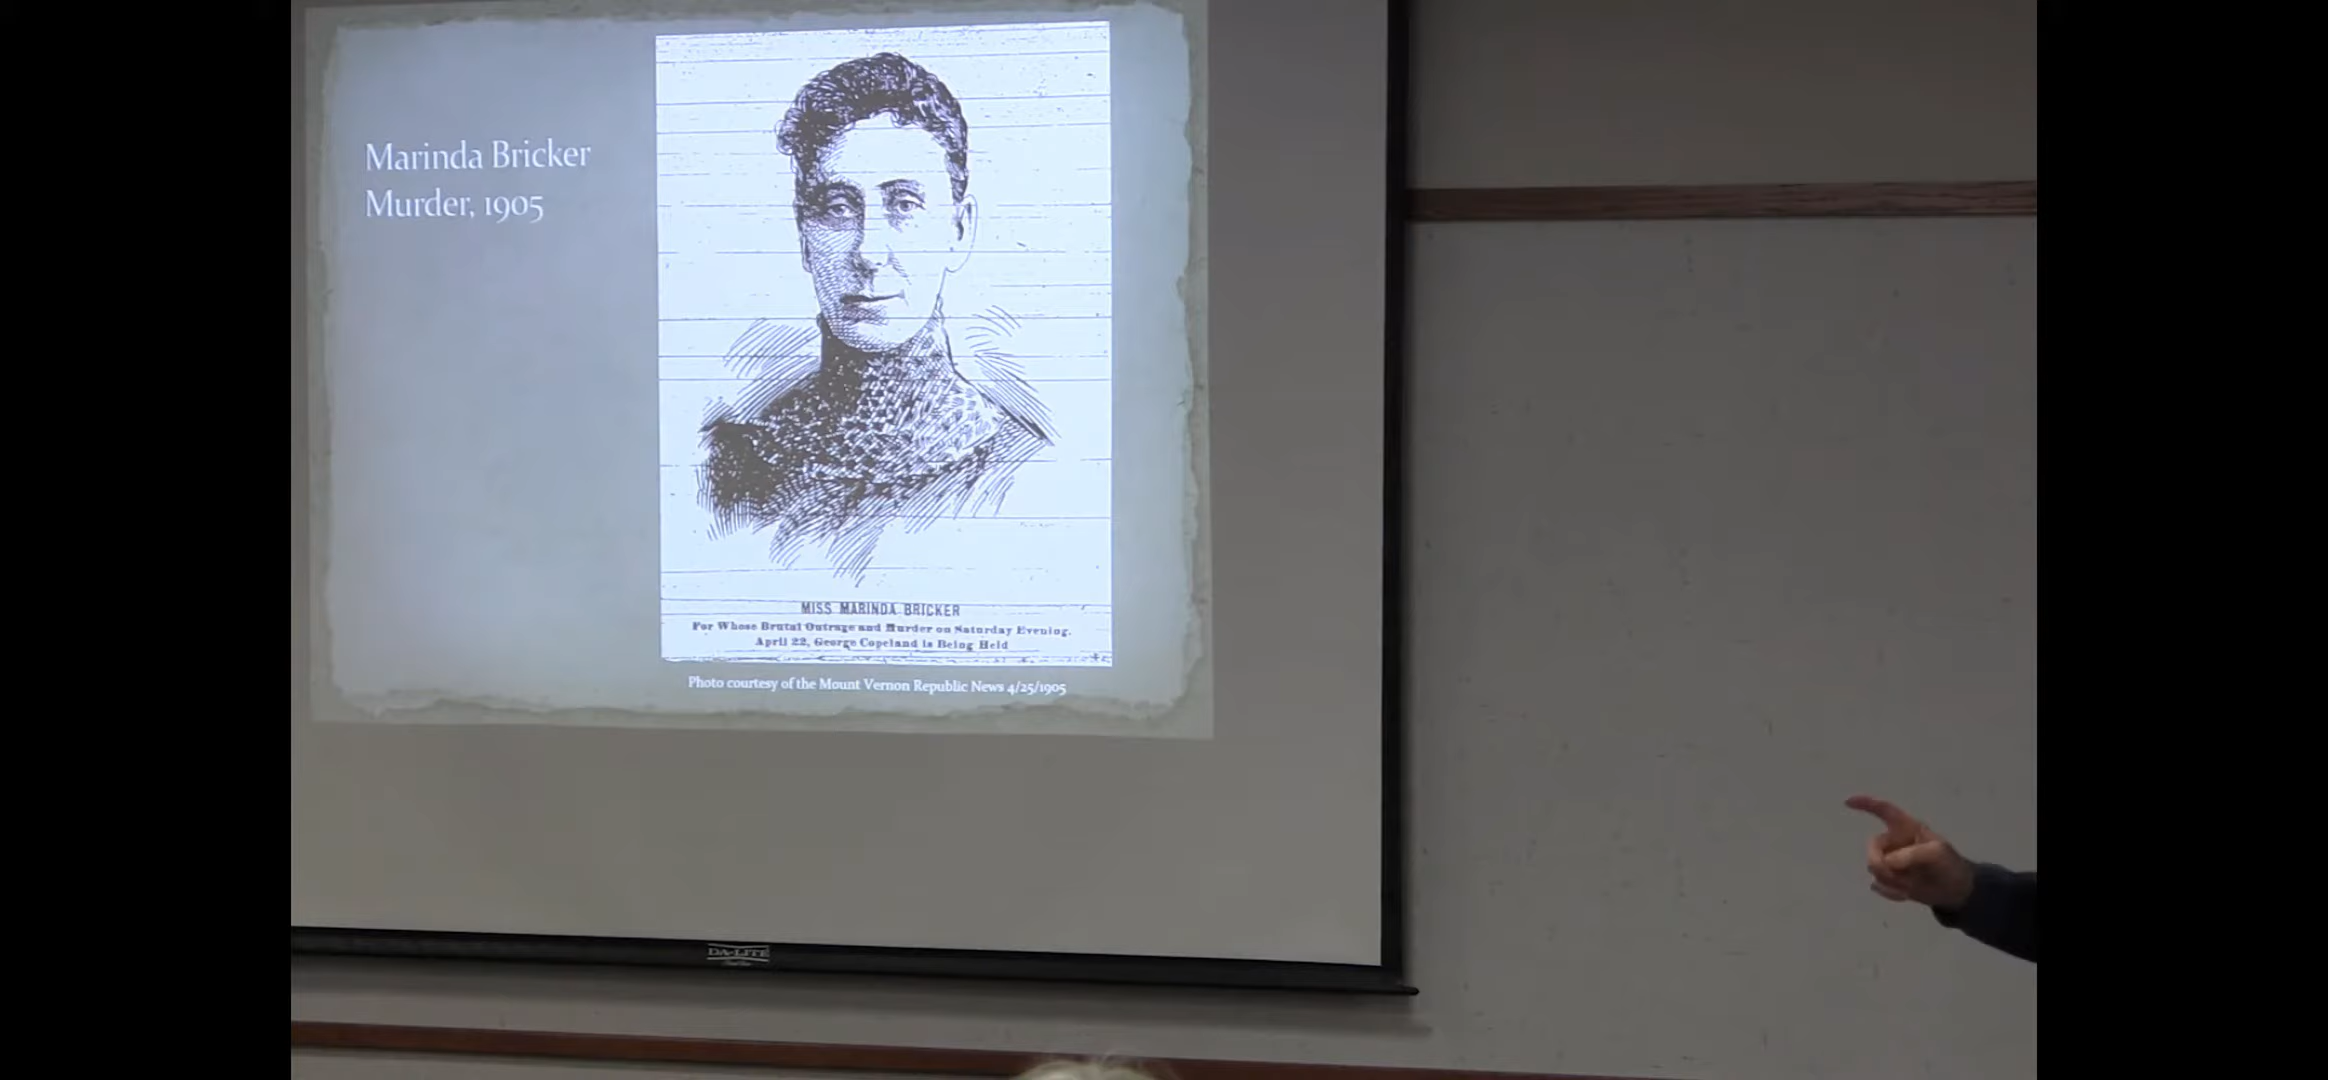 Marinda Bricker
Murder, 1905
MISS MARINDA BRICKER
For Whose Brutal Outrage and Murder on Saturday Evening,
April 22, George Copeland is Being Held
Photo courtesy of the Mount Vernon Republic News 4/25/1905
DA-LITE